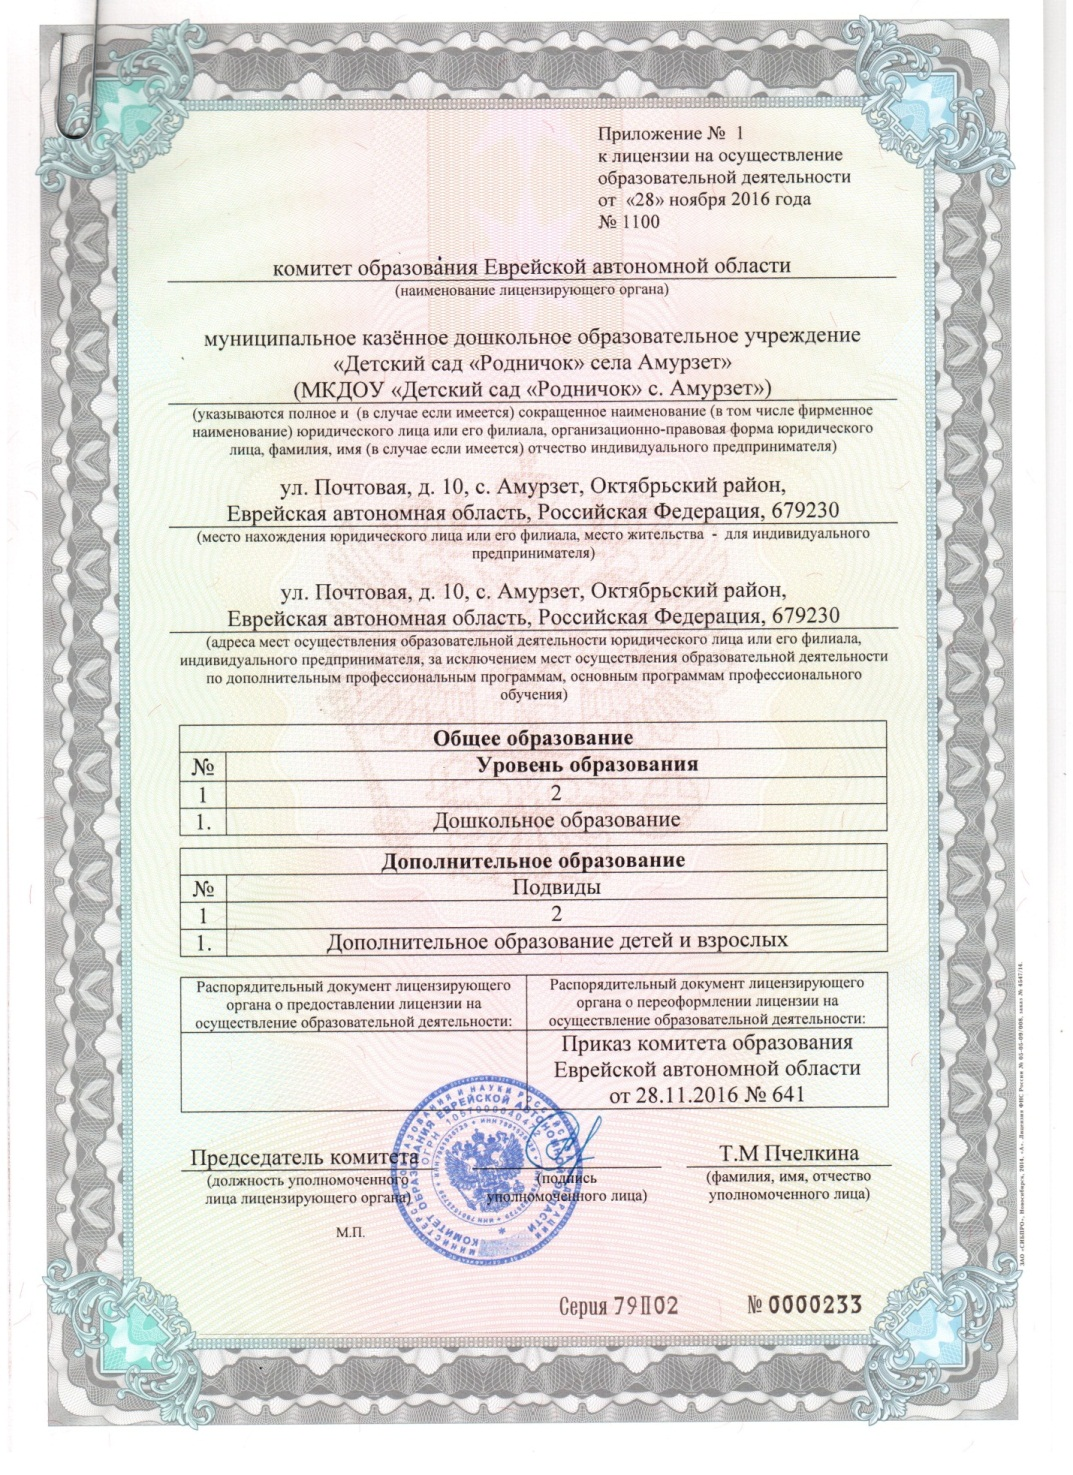 Приложение № 1
к лицензии на осуществление
образовательной деятельности
от «28» ноября 2016 года
№ 1100
комитет образования Еврейской автономной области
(наименование лицензирующего органа)
муниципальное казённое дошкольное образовательное учреждение
«Детский сад «Родничок» села Амурзет»
(МКДОУ «Детский сад «Родничок» с. Амурзет»)
(указываются полное и (в случае если имеется) сокращенное наименование (в том числе фирменное
наименование) юридического лица или его филиала, организационно-правовая форма юридического
лица, фамилия, имя (в случае если имеется) отчество индивидуального предпринимателя)
ул. Почтовая, д. 10, с. Амурзет, Октябрьский район,
Еврейская автономная область, Российская Федерация, 679230
(место нахождения юридического лица или его филиала, место жительства - для индивидуального
предпринимателя)
ул. Почтовая, д. 10, с. Амурзет, Октябрьский район,
Еврейская автономная область, Российская Федерация, 679230
(адреса мест осуществления образовательной деятельности юридического лица или его филиала,
индивидуального предпринимателя, за исключением мест осуществления образовательной деятельности
по дополнительным профессиональным программам, основным программам профессионального
обучения)
Общее образование
№ Уровень образования
1 2
1. Дошкольное образование
Дополнительное образование
№ Подвиды
1 2
1. Дополнительное образование детей и взрослых
Распорядительный документ лицензирующего
органа о предоставлении лицензии на
осуществление образовательной деятельности:
Распорядительный документ лицензирующего
органа о переоформлении лицензии на
осуществление образовательной деятельности:
Приказ комитета образования
Еврейской автономной области
от 28.11.2016 № 641
Председатель комитета
(должность уполномоченного
лица лицензирующего органа)
(подпись
уполномоченного лица)
Т.М Пчелкина
(фамилия, имя, отчество
уполномоченного лица)
М.П.
КОМИТЕТ ОБРАЗОВАНИЯ ЕВРЕЙСКОЙ АВТОНОМНОЙ ОБЛАСТИ
Серия 79П02 № 0000233